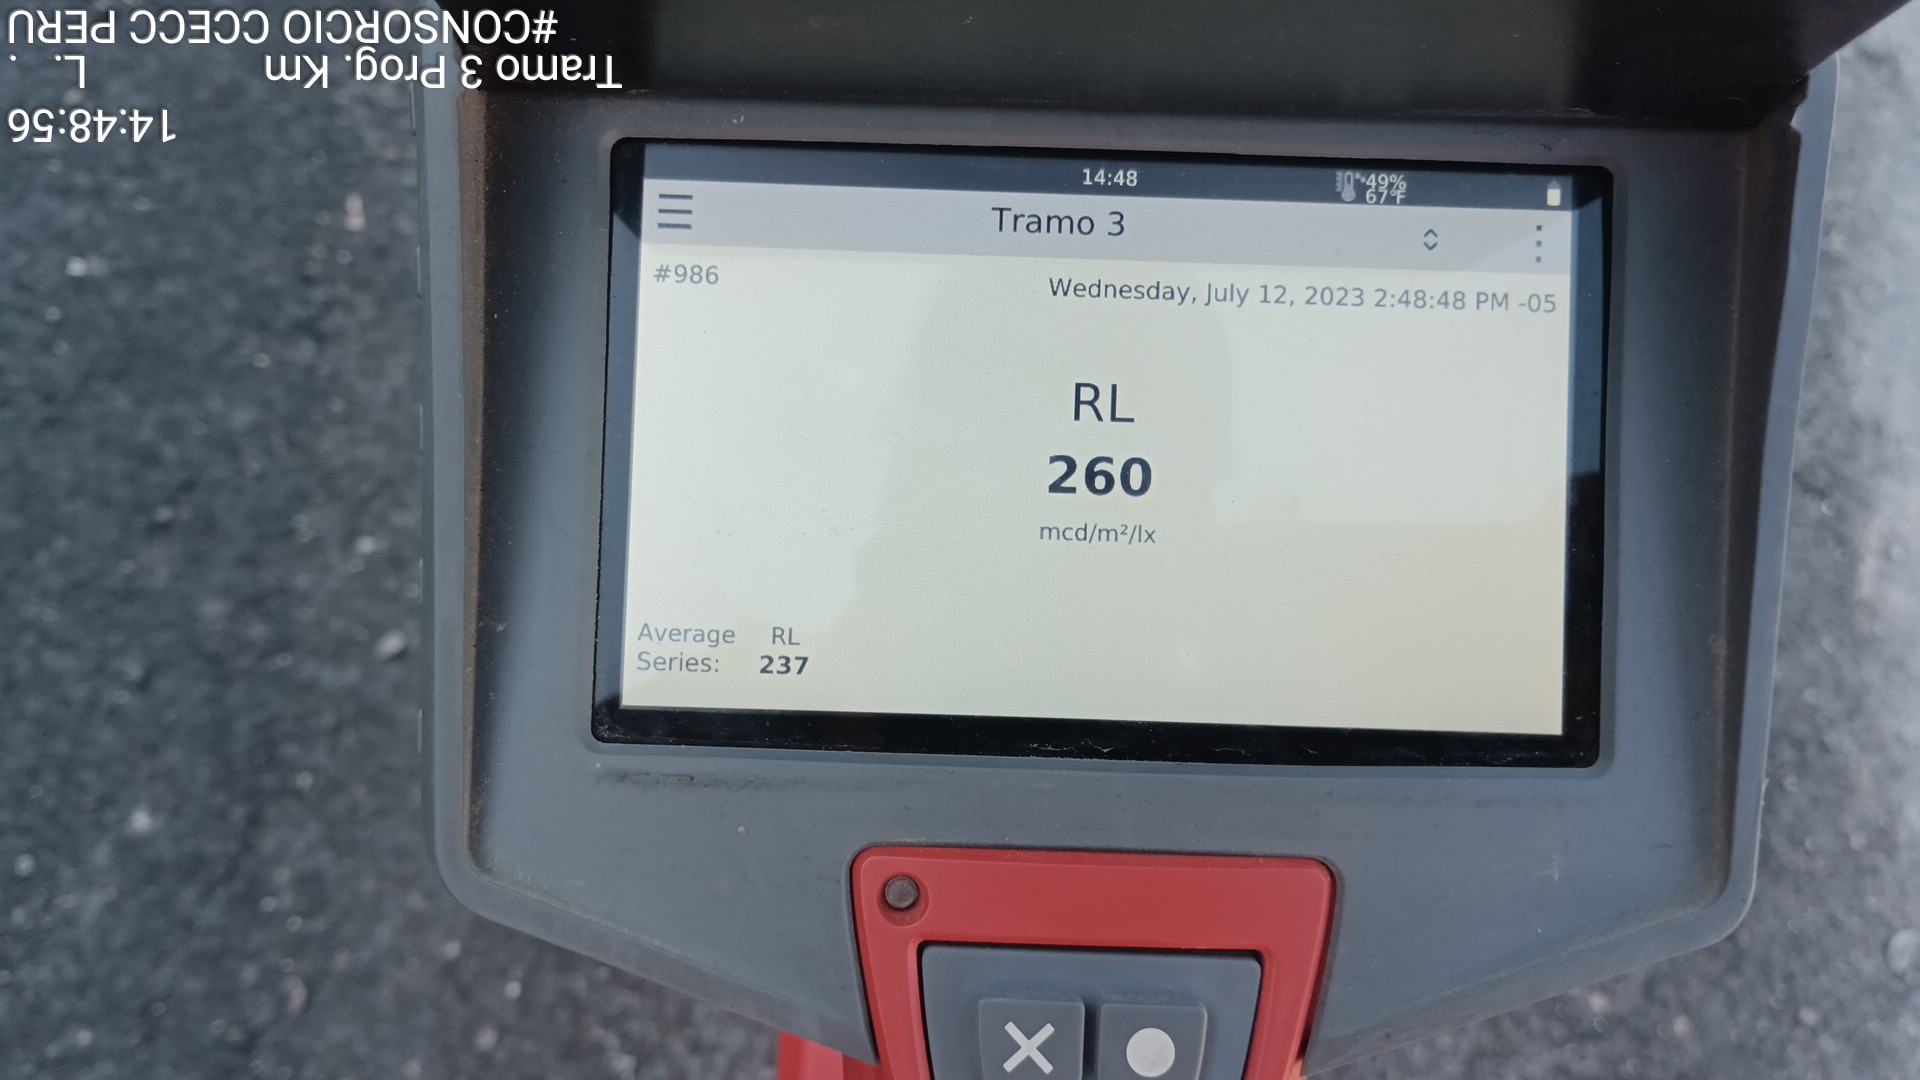 14:48
49%
67°F
Tramo 3
#986
Wednesday, July 12, 2023 2:48:48 PM -05
RL
260
mcd/m²/lx
Average RL
Series: 237
14:48:56
Tramo 3 Prog. Km L. .
#CONSORCIO CCECC PERU